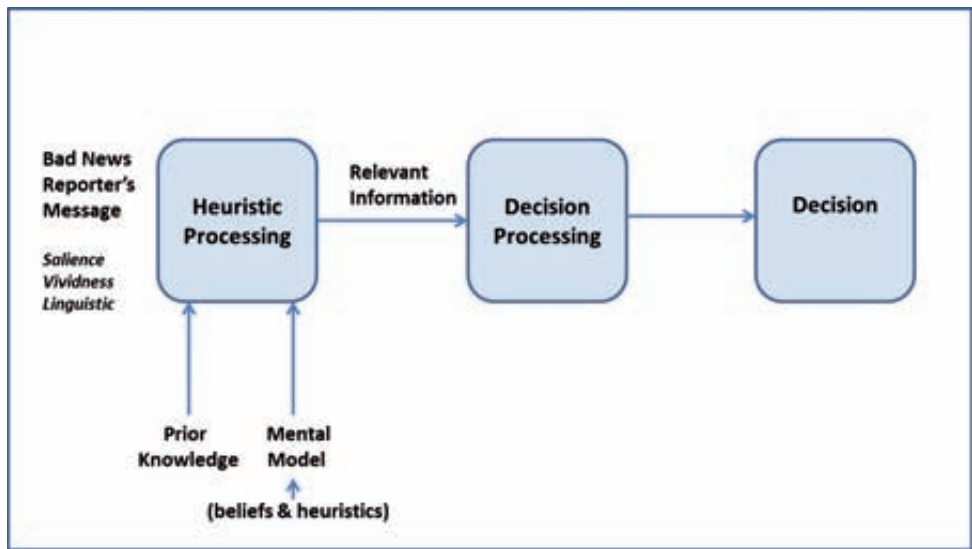 Bad News
Reporter's
Message
Salience
Vividness
Linguistic
Heuristic
Processing
Relevant
Information
Decision
Processing
Decision
Prior
Knowledge
Mental
Model
(beliefs & heuristics)